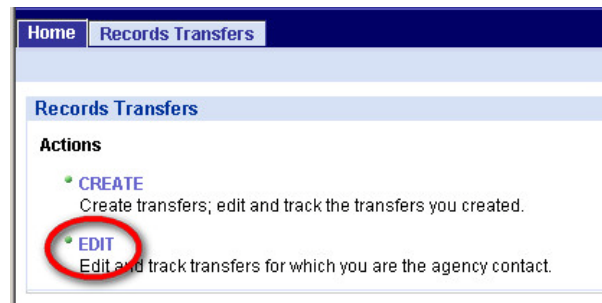 Home Records Transfers
Records Transfers
Actions
CREATE
Create transfers; edit and track the transfers you created.
EDIT
Edit and track transfers for which you are the agency contact.